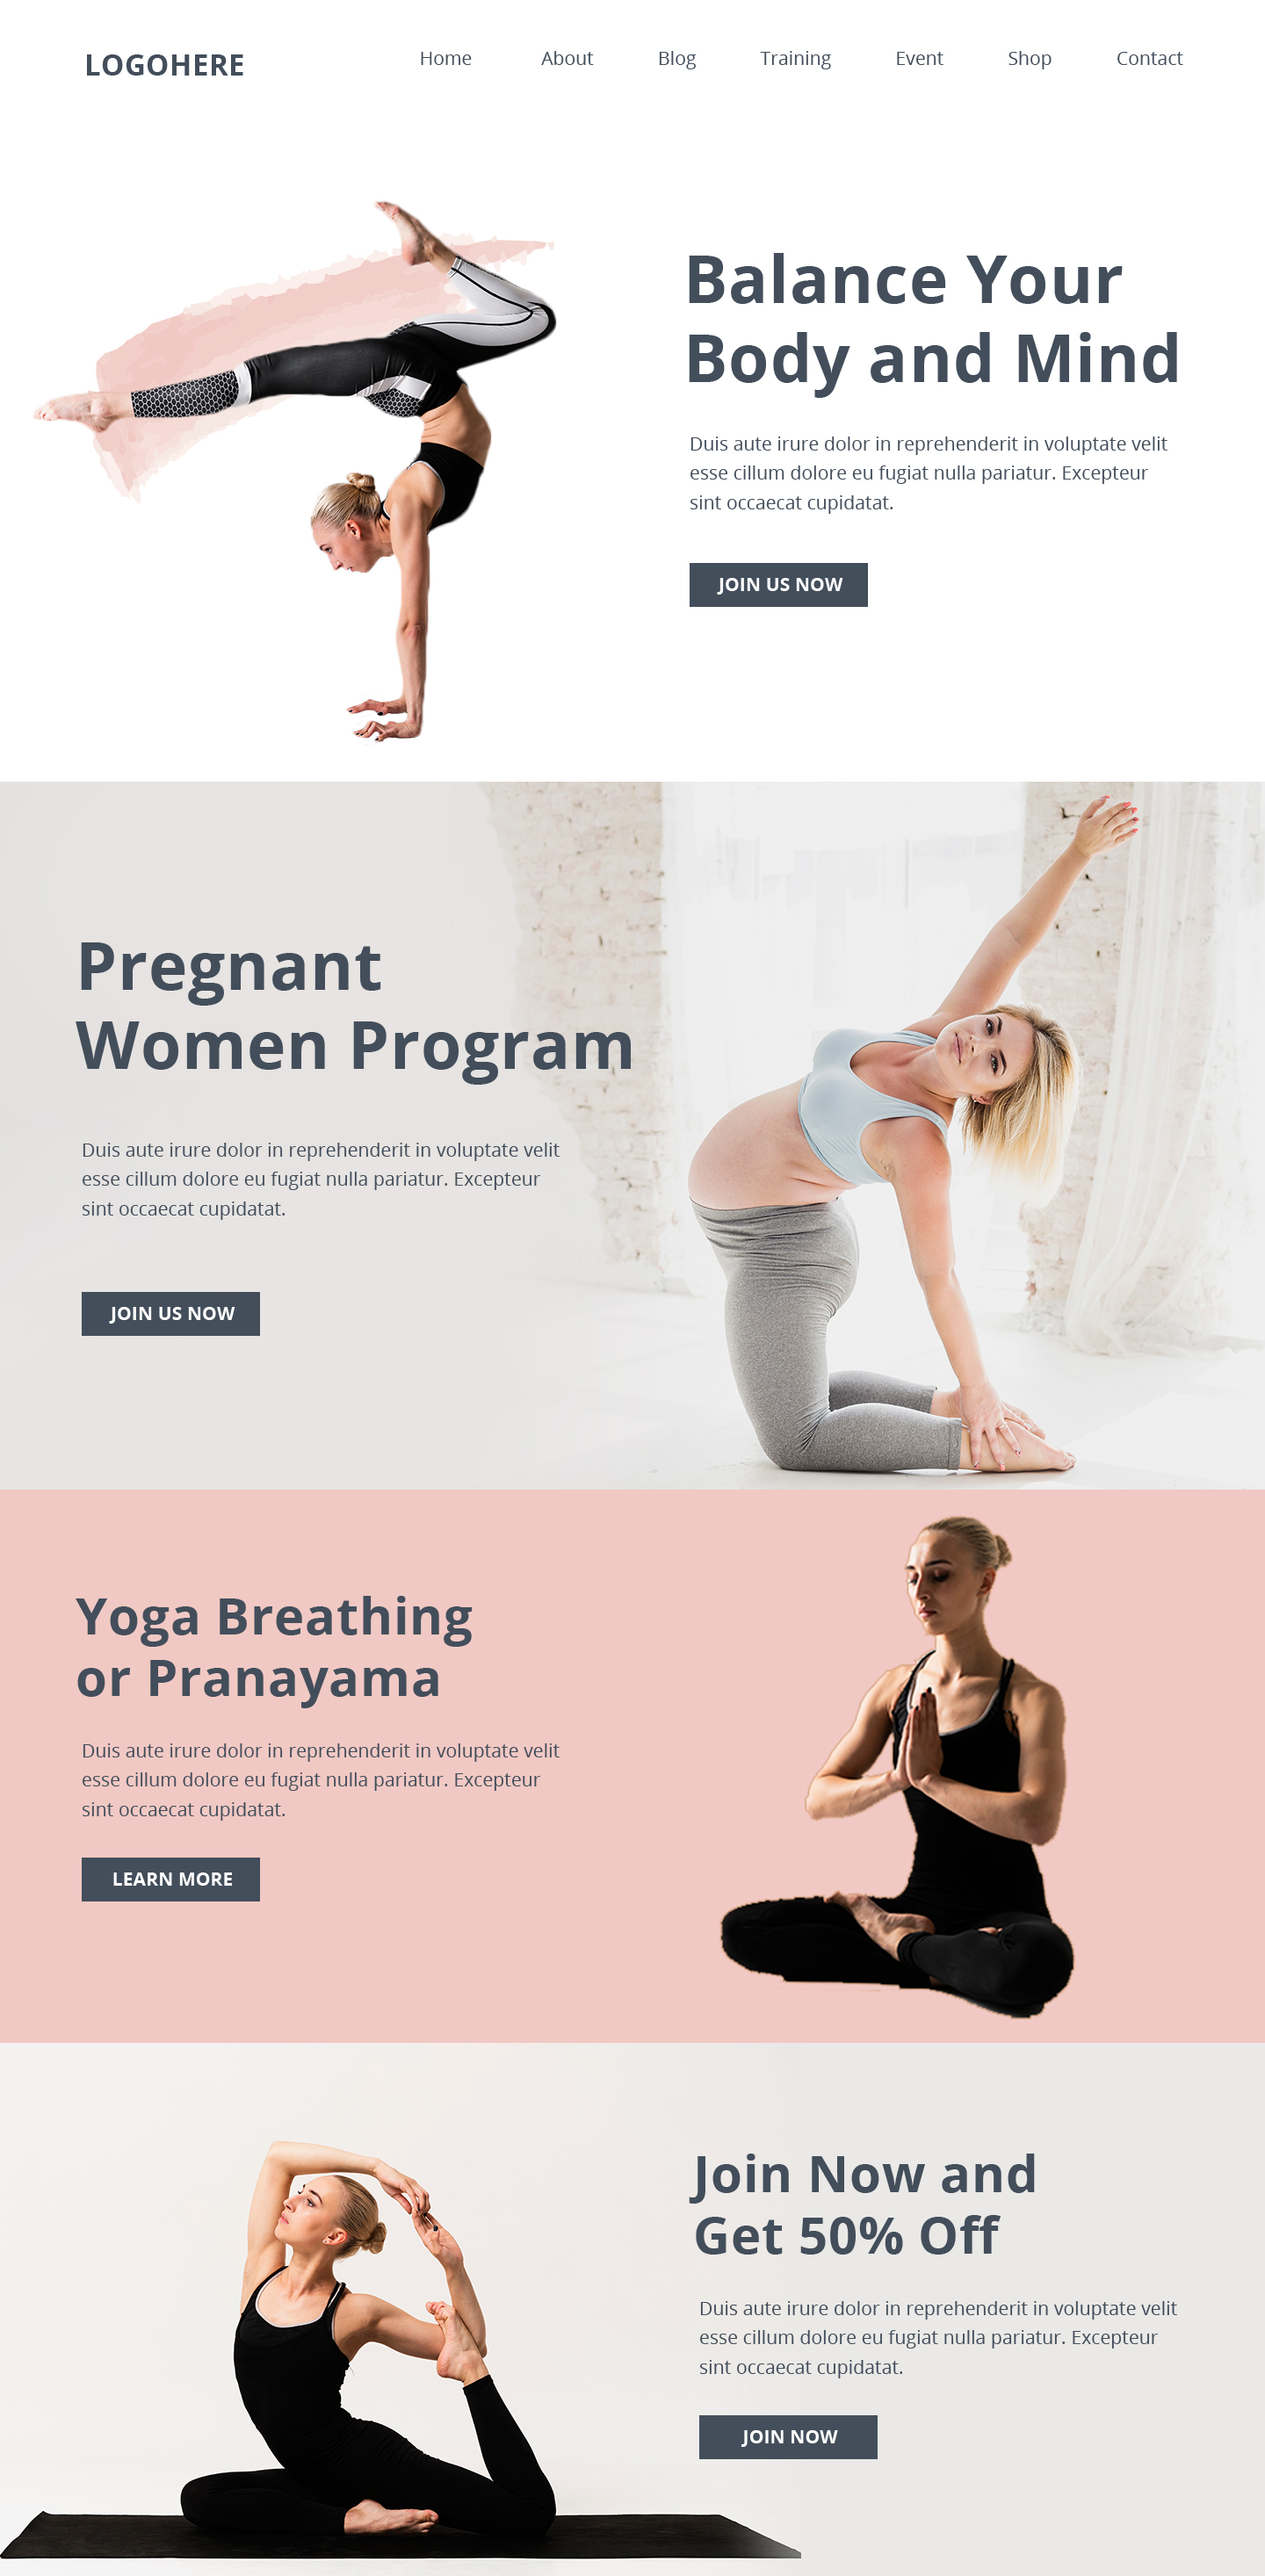 LOGOHERE
Home About Blog Training Event Shop Contact
Balance Your
Body and Mind
Duis aute irure dolor in reprehenderit in voluptate velit
esse cillum dolore eu fugiat nulla pariatur. Excepteur
sint occaecat cupidatat.
JOIN US NOW
Pregnant
Women Program
Duis aute irure dolor in reprehenderit in voluptate velit
esse cillum dolore eu fugiat nulla pariatur. Excepteur
sint occaecat cupidatat.
JOIN US NOW
Yoga Breathing
or Pranayama
Duis aute irure dolor in reprehenderit in voluptate velit
esse cillum dolore eu fugiat nulla pariatur. Excepteur
sint occaecat cupidatat.
LEARN MORE
Join Now and
Get 50% Off
Duis aute irure dolor in reprehenderit in voluptate velit
esse cillum dolore eu fugiat nulla pariatur. Excepteur
sint occaecat cupidatat.
JOIN NOW